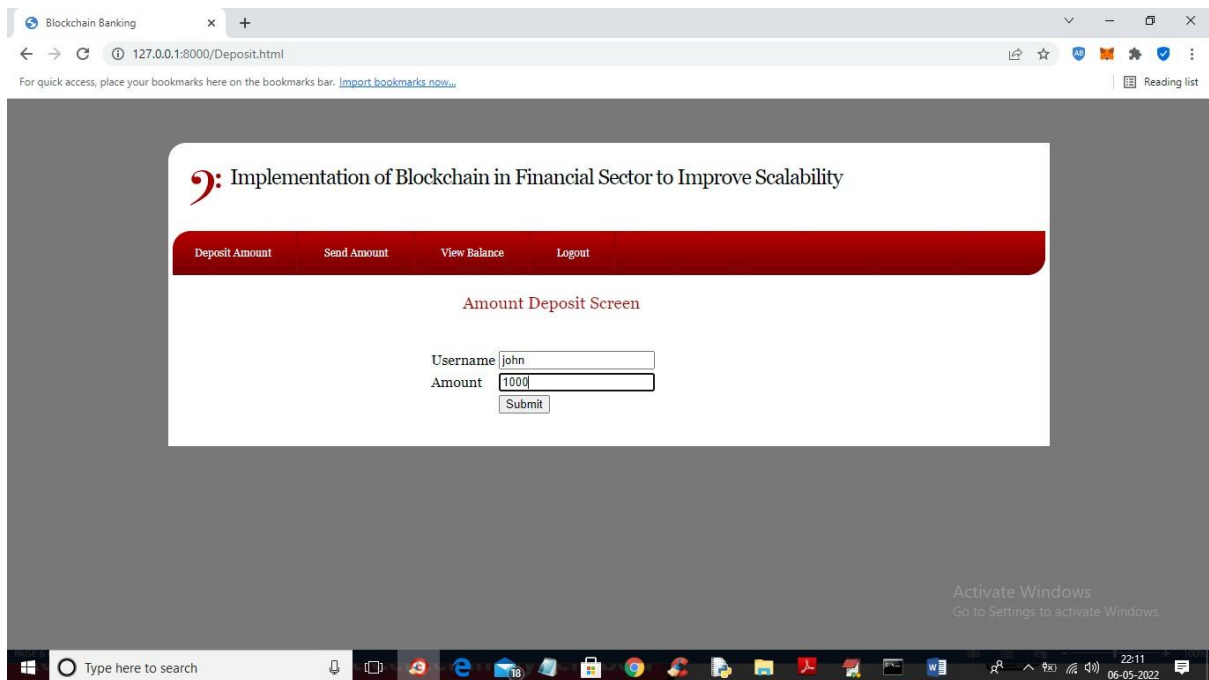 Blockchain Banking
127.0.0.1:8000/Deposit.html
AB
For quick access, place your bookmarks here on the bookmarks bar. Import bookmarks now...
Reading list
Implementation of Blockchain in Financial Sector to Improve Scalability
Deposit Amount Send Amount View Balance Logout
Amount Deposit Screen
Username john
Amount 1000
Submit
Activate Windows
Go to Settings to activate Windows.
Type here to search
18
22:11
06-05-2022